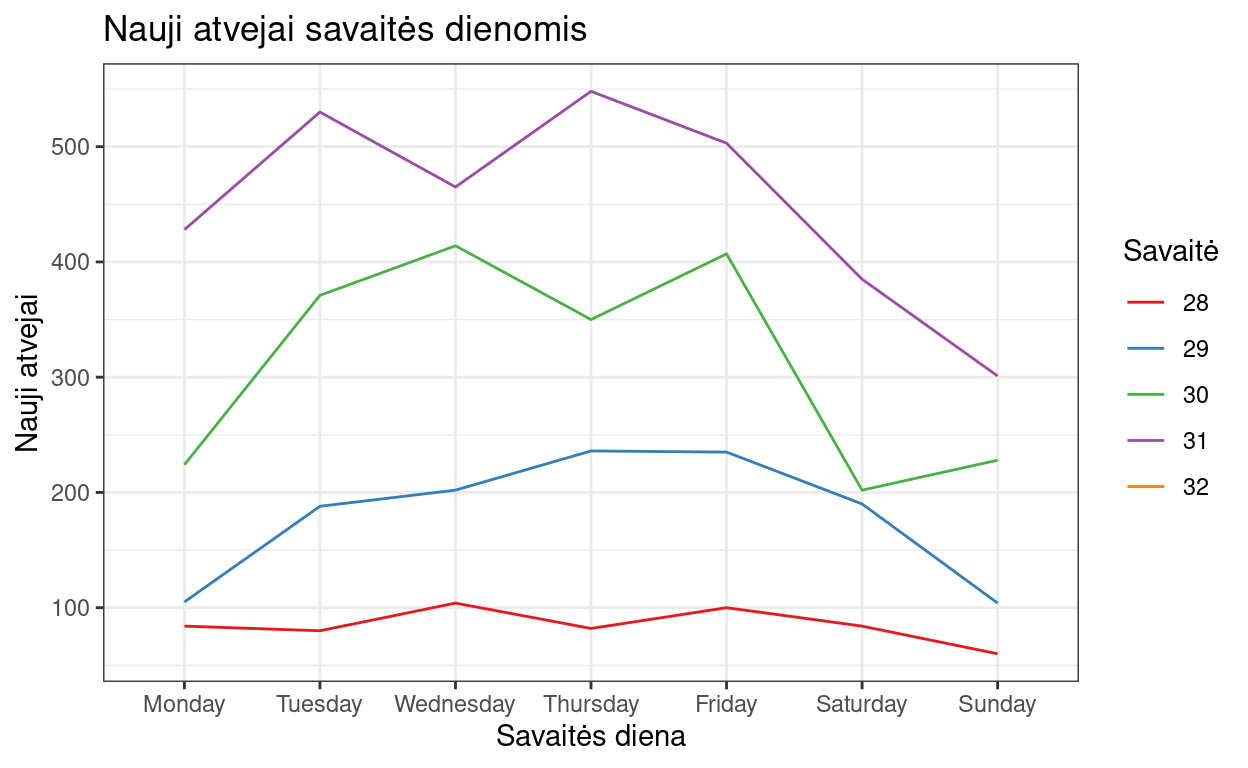 Nauji atvejai savaitės dienomis
Nauji atvejai
500
400
300
200
100
Monday Tuesday Wednesday Thursday Friday Saturday Sunday
Savaitės diena
Savaitė
28
29
30
31
32